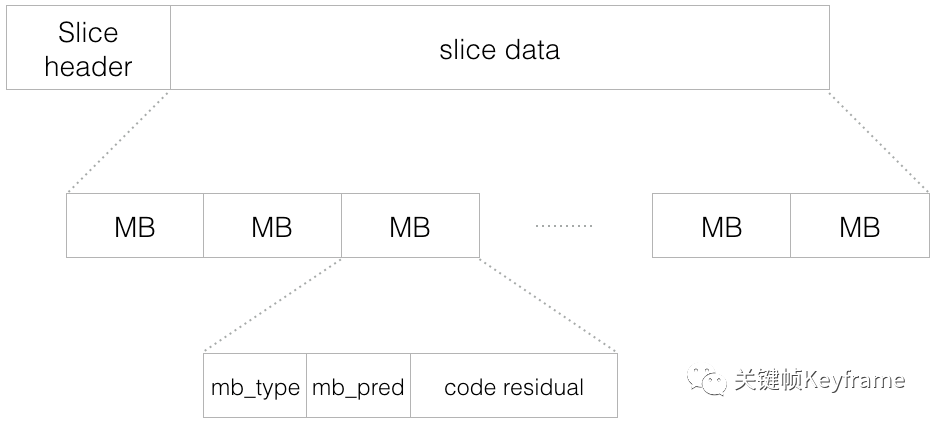 Slice
header
slice data
MB
MB
MB
MB
MB
mb_type
mb_pred
code residual
关键帧Keyframe